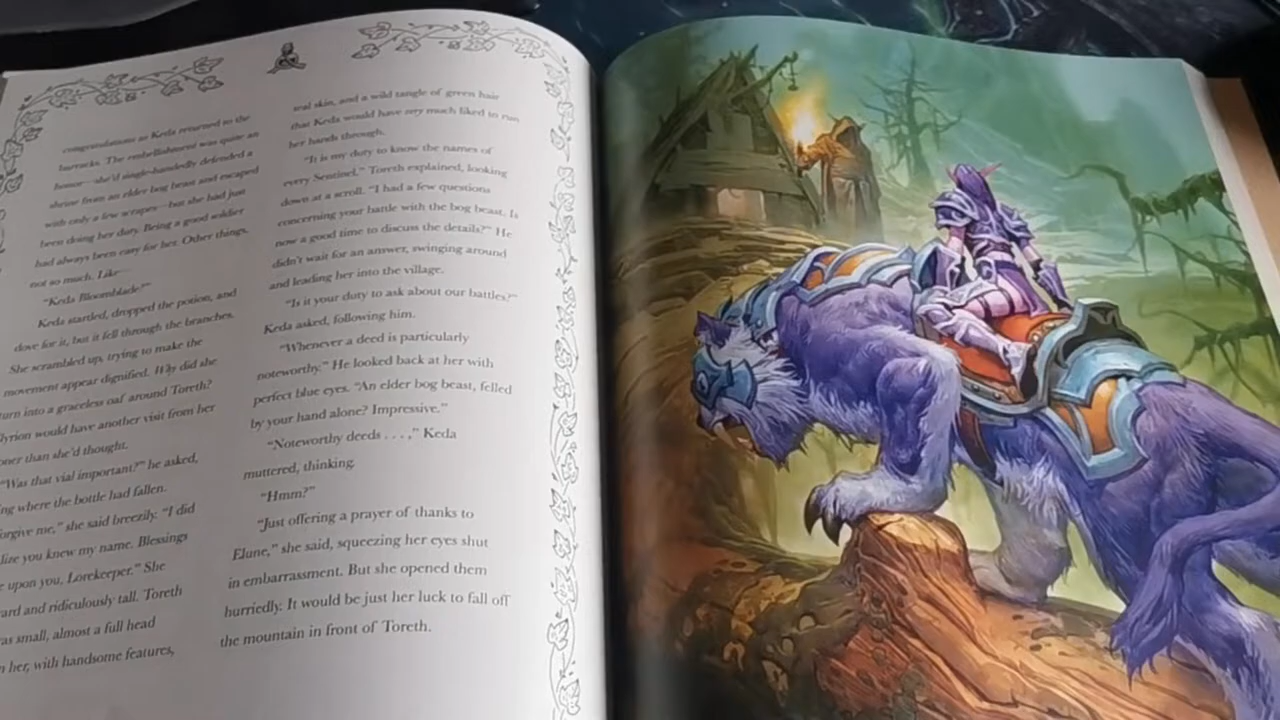 congratulations as Keda returned to the
barracks. The embellishment was quite an
honor—she'd single-handedly defended a
shrine from an elder bog beast and escaped
with only a few scrapes—but she had just
been doing her duty. Being a good soldier
had always been easy for her. Other things,
not so much. Like—
"Keda Bloomblade?"
Keda startled, dropped the potion, and
dove for it, but it fell through the branches.
She scrambled up, trying to make the
movement appear dignified. Why did she
turn into a graceless oaf around Toreth?
lyrion would have another visit from her
oner than she'd thought.
"Was that vial important?" he asked,
ing where the bottle had fallen.
orgive me," she said breezily. "I did
lize you knew my name. Blessings
e upon you, Lorekeeper." She
ard and ridiculously tall. Toreth
as small, almost a full head
n her, with handsome features,
teal skin, and a wild tangle of green hair
that Keda would have very much liked to run
her hands through.
"It is my duty to know the names of
every Sentinel," Toreth explained, looking
down at a scroll. "I had a few questions
concerning your battle with the bog beast. Is
now a good time to discuss the details?" He
didn't wait for an answer, swinging around
and leading her into the village.
"Is it your duty to ask about our battles?"
Keda asked, following him.
"Whenever a deed is particularly
noteworthy." He looked back at her with
perfect blue eyes. "An elder bog beast, felled
by your hand alone? Impressive."
"Noteworthy deeds . . . ," Keda
muttered, thinking.
"Hmm?"
"Just offering a prayer of thanks to
Elune," she said, squeezing her eyes shut
in embarrassment. But she opened them
hurriedly. It would be just her luck to fall off
the mountain in front of Toreth.